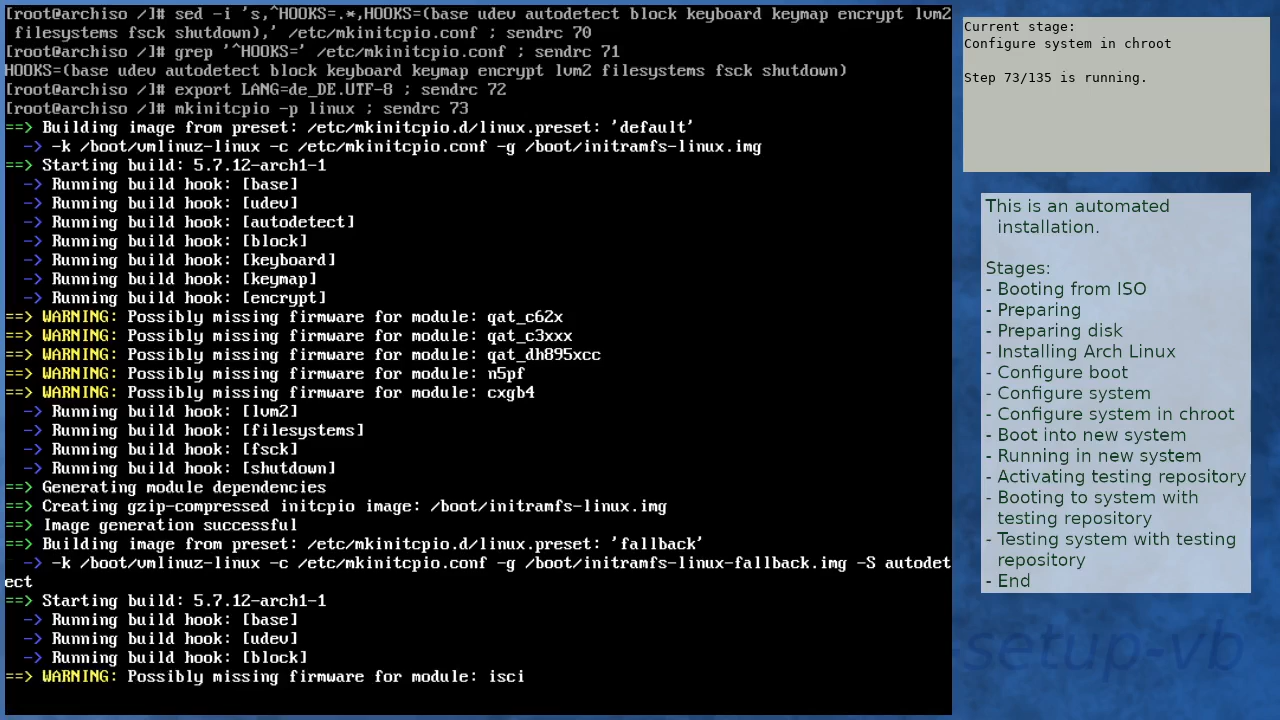 [root@archiso /]# sed -i 's,^HOOKS=.*,HOOKS=(base udev autodetect block keyboard keymap encrypt lvm2
 filesystems fsck shutdown),' /etc/mkinitcpio.conf ; sendrc 70
[root@archiso /]# grep '^HOOKS=' /etc/mkinitcpio.conf ; sendrc 71
HOOKS=(base udev autodetect block keyboard keymap encrypt lvm2 filesystems fsck shutdown)
[root@archiso /]# export LANG=de_DE.UTF-8 ; sendrc 72
[root@archiso /]# mkinitcpio -p linux ; sendrc 73
==> Building image from preset: /etc/mkinitcpio.d/linux.preset: 'default'
  -> -k /boot/vmlinuz-linux -c /etc/mkinitcpio.conf -g /boot/initramfs-linux.img
==> Starting build: 5.7.12-arch1-1
  -> Running build hook: [base]
  -> Running build hook: [udev]
  -> Running build hook: [autodetect]
  -> Running build hook: [block]
  -> Running build hook: [keyboard]
  -> Running build hook: [keymap]
  -> Running build hook: [encrypt]
==> WARNING: Possibly missing firmware for module: qat_c62x
==> WARNING: Possibly missing firmware for module: qat_c3xxx
==> WARNING: Possibly missing firmware for module: qat_dh895xcc
==> WARNING: Possibly missing firmware for module: n5pf
==> WARNING: Possibly missing firmware for module: cxgb4
  -> Running build hook: [lvm2]
  -> Running build hook: [filesystems]
  -> Running build hook: [fsck]
  -> Running build hook: [shutdown]
==> Generating module dependencies
==> Creating gzip-compressed initcpio image: /boot/initramfs-linux.img
==> Image generation successful
==> Building image from preset: /etc/mkinitcpio.d/linux.preset: 'fallback'
  -> -k /boot/vmlinuz-linux -c /etc/mkinitcpio.conf -g /boot/initramfs-linux-fallback.img -S autodet
ect
==> Starting build: 5.7.12-arch1-1
  -> Running build hook: [base]
  -> Running build hook: [udev]
  -> Running build hook: [block]
==> WARNING: Possibly missing firmware for module: isci
Current stage:
Configure system in chroot
Step 73/135 is running.
This is an automated
installation.
Stages:
- Booting from ISO
- Preparing
- Preparing disk
- Installing Arch Linux
- Configure boot
- Configure system
- Configure system in chroot
- Boot into new system
- Running in new system
- Activating testing repository
- Booting to system with
testing repository
- Testing system with testing
repository
- End
-setup-vb